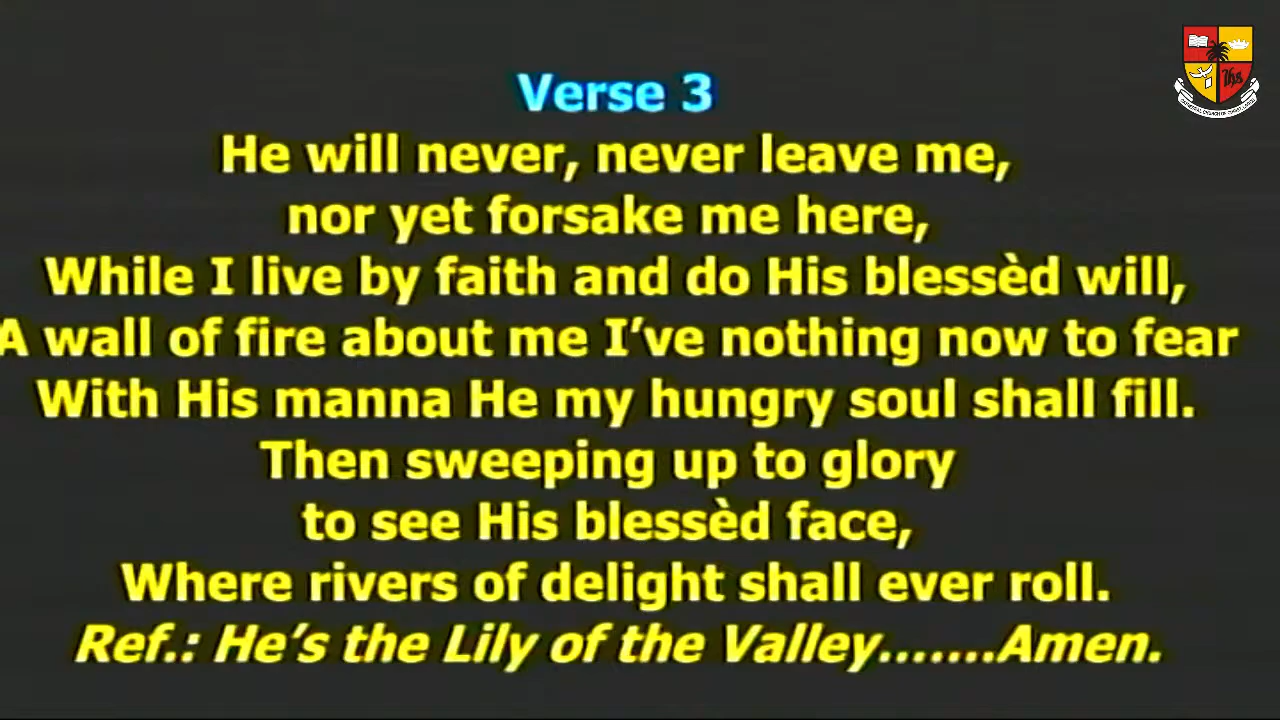 Verse 3
He will never, never leave me,
nor yet forsake me here,
While I live by faith and do His blessèd will,
A wall of fire about me I’ve nothing now to fear
With His manna He my hungry soul shall fill.
Then sweeping up to glory
to see His blessèd face,
Where rivers of delight shall ever roll.
Ref.: He’s the Lily of the Valley.......Amen.